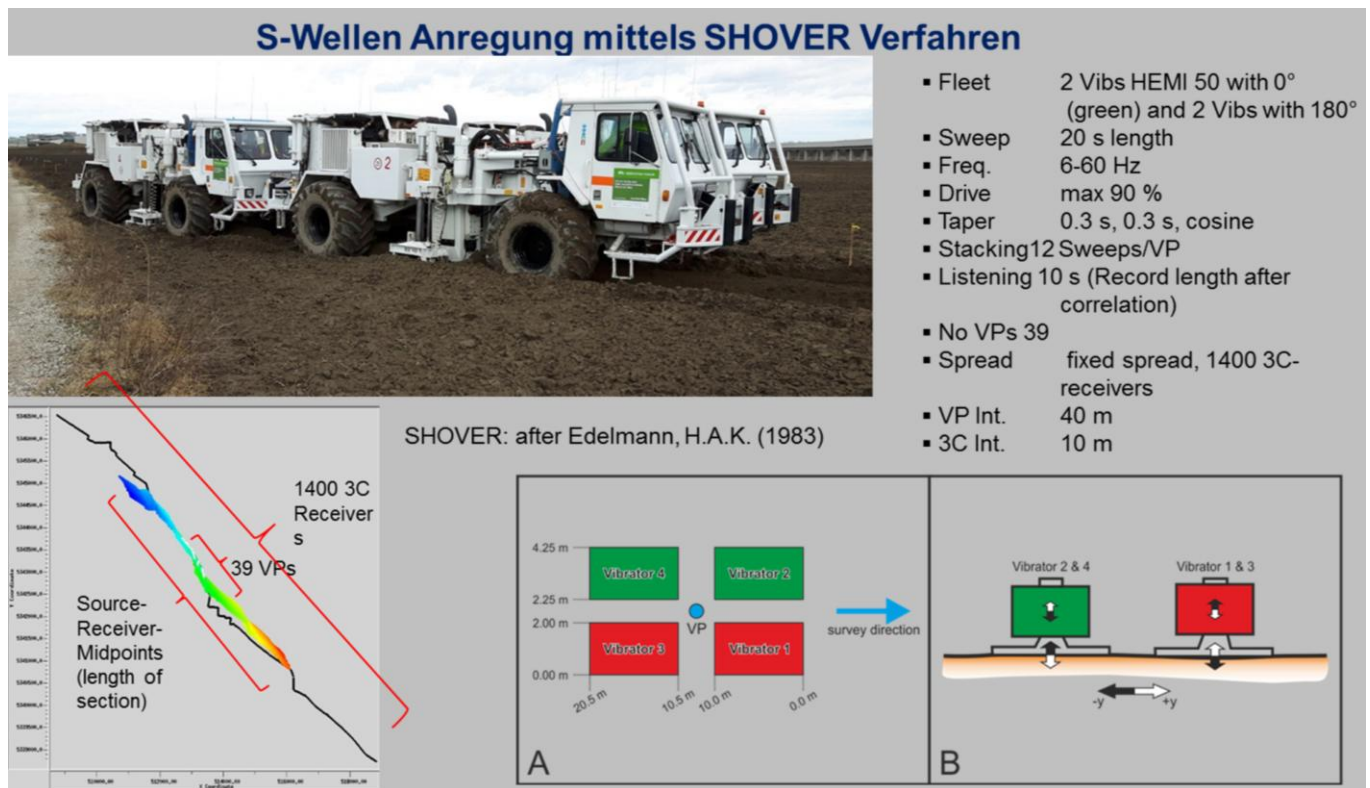 S-Wellen Anregung mittels SHOVER Verfahren
2
▪ Fleet 2 Vibs HEMI 50 with 0°
(green) and 2 Vibs with 180°
▪ Sweep 20 s length
▪ Freq. 6-60 Hz
▪ Drive max 90 %
▪ Taper 0.3 s, 0.3 s, cosine
▪ Stacking12 Sweeps/VP
▪ Listening 10 s (Record length after
correlation)
▪ No VPs 39
▪ Spread fixed spread, 1400 3C-
receivers
▪ VP Int. 40 m
▪ 3C Int. 10 m
SHOVER: after Edelmann, H.A.K. (1983)
1400 3C
Receiver
s
39 VPs
Source-
Receiver-
Midpoints
(length of
section)
Y Coordinate
X Coordinate
4.25 m
2.25 m
2.00 m
0.00 m
Vibrator 4
Vibrator 2
VP
Vibrator 3
Vibrator 1
survey direction
20.5 m
10.5 m
10.0 m
0.0 m
A
Vibrator 2 & 4
Vibrator 1 & 3
-y
+y
B